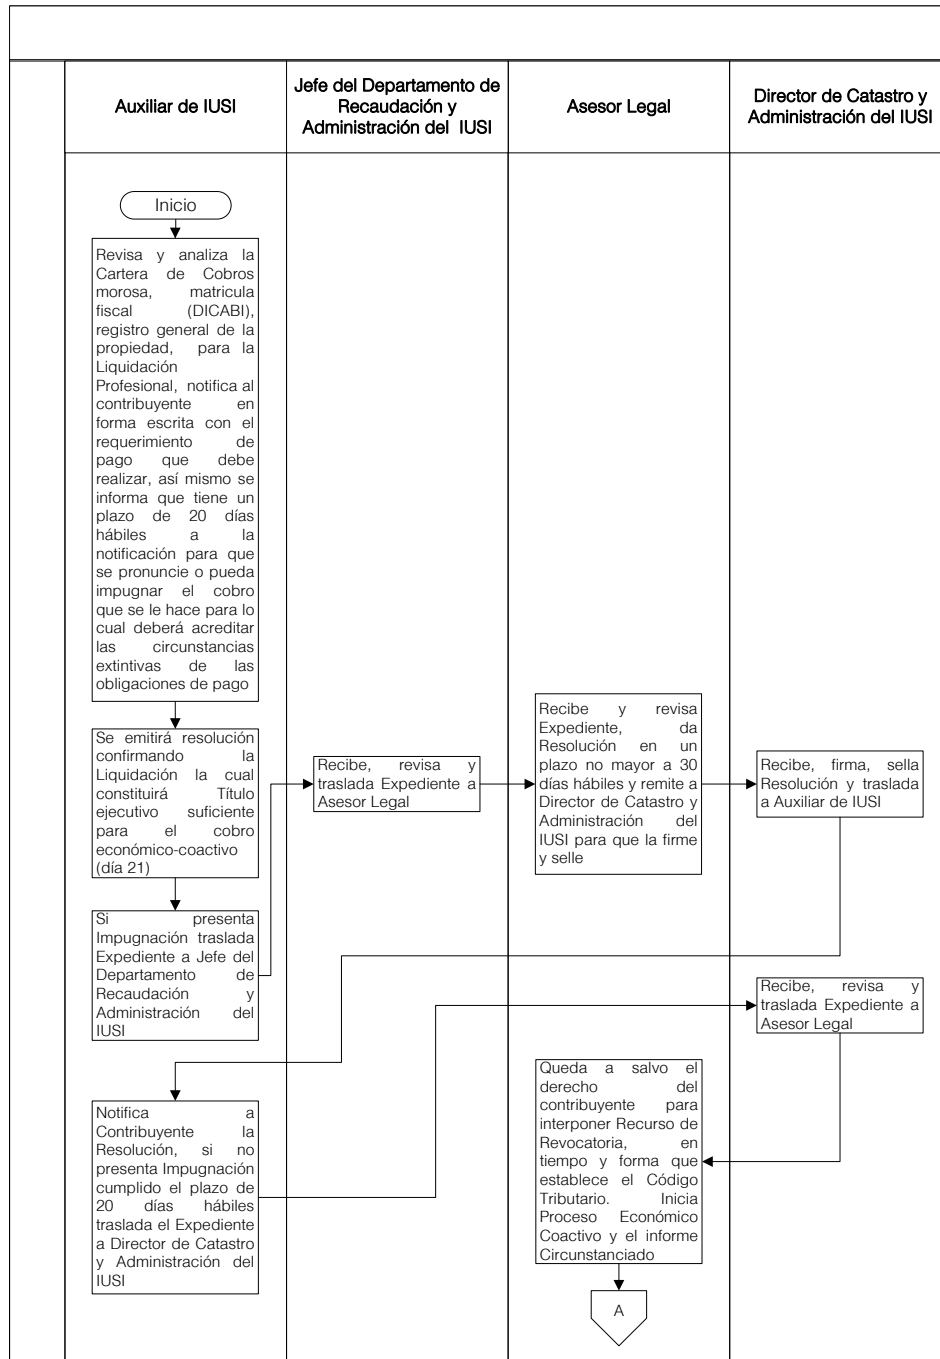 Auxiliar de IUSI
Jefe del Departamento de
Recaudación y
Administración del IUSI
Asesor Legal
Director de Catastro y
Administración del IUSI
Inicio
Revisa y analiza la
Cartera de Cobros
morosa, matricula
fiscal (DICABI),
registro general de la
propiedad, para la
Liquidación
Profesional, notifica al
contribuyente en
forma escrita con el
requerimiento de
pago que debe
realizar, así mismo se
informa que tiene un
plazo de 20 días
hábiles a la
notificación para que
se pronuncie o pueda
impugnar el cobro
que se le hace para lo
cual deberá acreditar
las circunstancias
extintivas de las
obligaciones de pago
Se emitirá resolución
confirmando la
Liquidación la cual
constituirá Título
ejecutivo suficiente
para el cobro
económico-coactivo
(día 21)
Recibe, revisa y
traslada Expediente a
Asesor Legal
Recibe y revisa
Expediente, da
Resolución en un
plazo no mayor a 30
días hábiles y remite a
Director de Catastro y
Administración del
IUSI para que la firme
y selle
Recibe, firma, sella
Resolución y traslada
a Auxiliar de IUSI
Si presenta
Impugnación traslada
Expediente a Jefe del
Departamento de
Recaudación y
Administración del
IUSI
Recibe, revisa y
traslada Expediente a
Asesor Legal
Notifica a
Contribuyente la
Resolución, si no
presenta Impugnación
cumplido el plazo de
20 días hábiles
traslada el Expediente
a Director de Catastro
y Administración del
IUSI
Queda a salvo el
derecho del
contribuyente para
interponer Recurso de
Revocatoria, en
tiempo y forma que
establece el Código
Tributario. Inicia
Proceso Económico
Coactivo y el informe
Circunstanciado
A